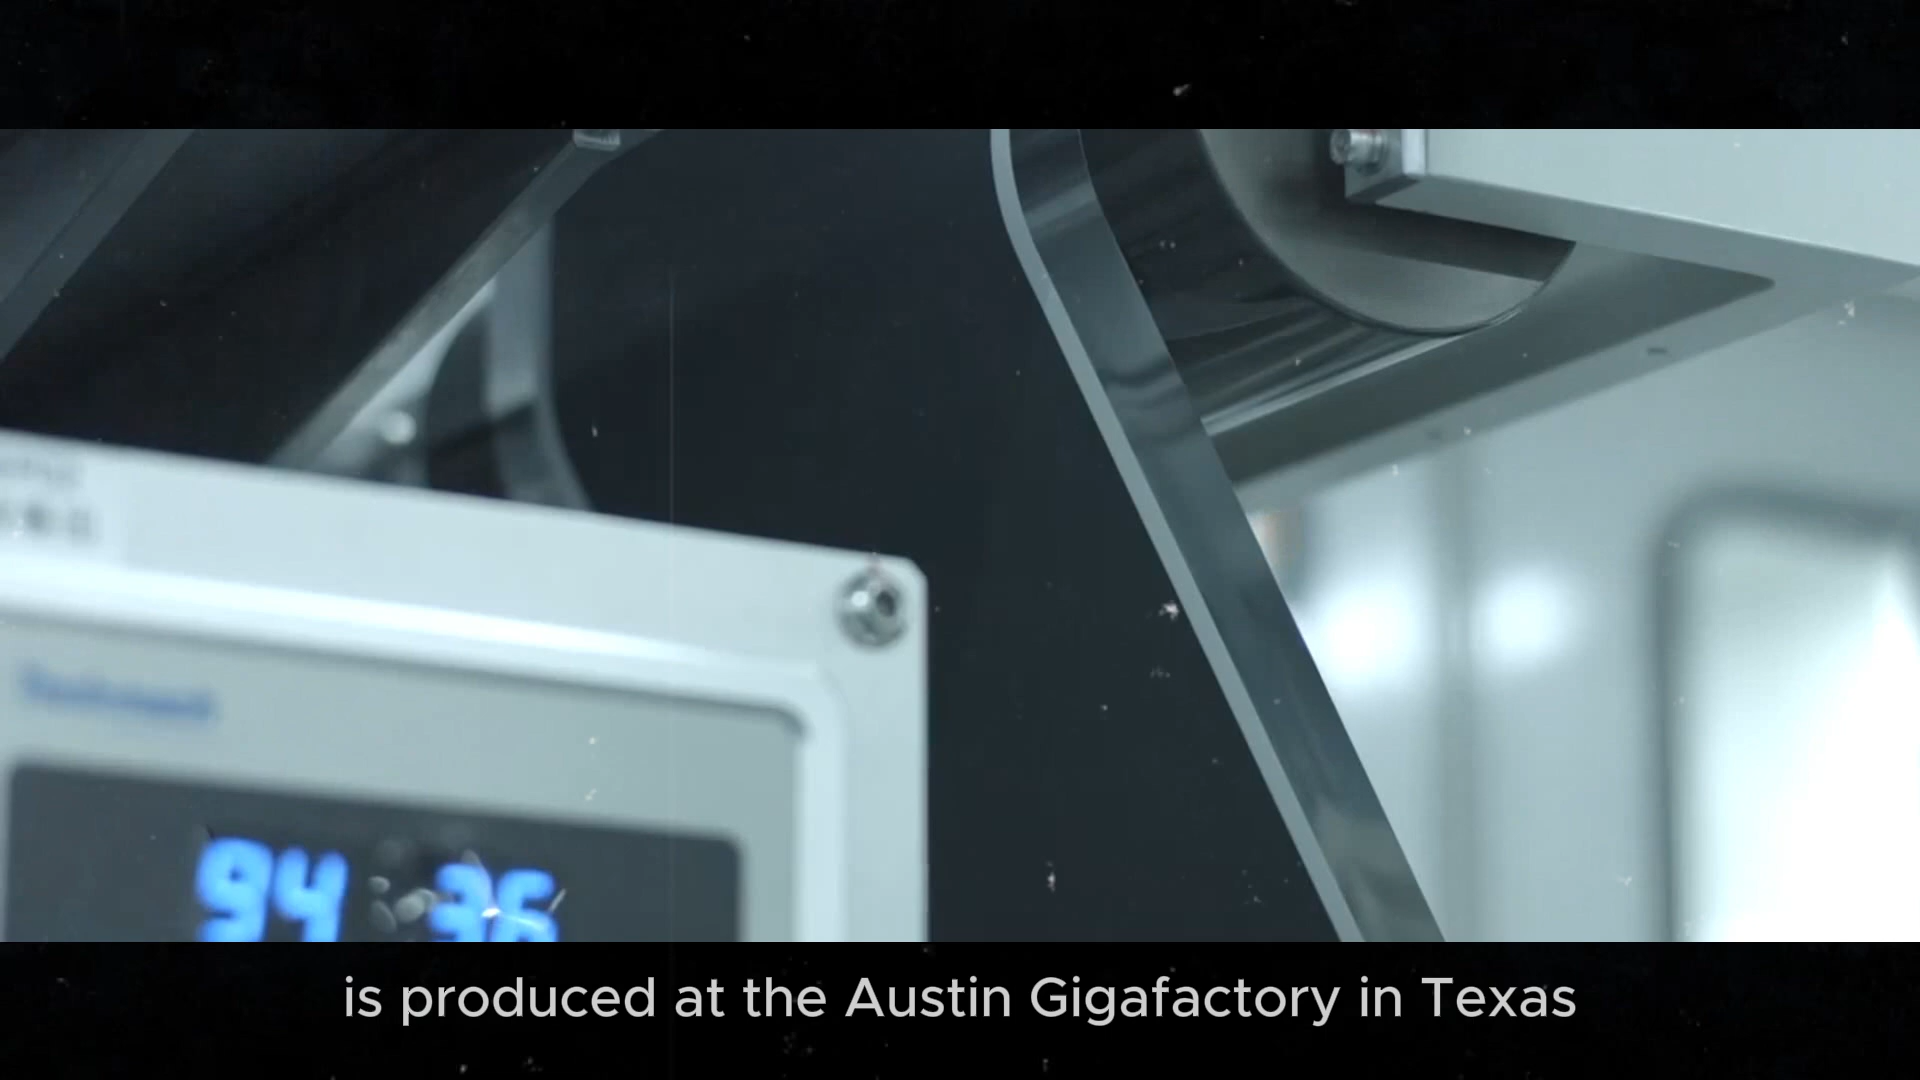 94 36
is produced at the Austin Gigafactory in Texas